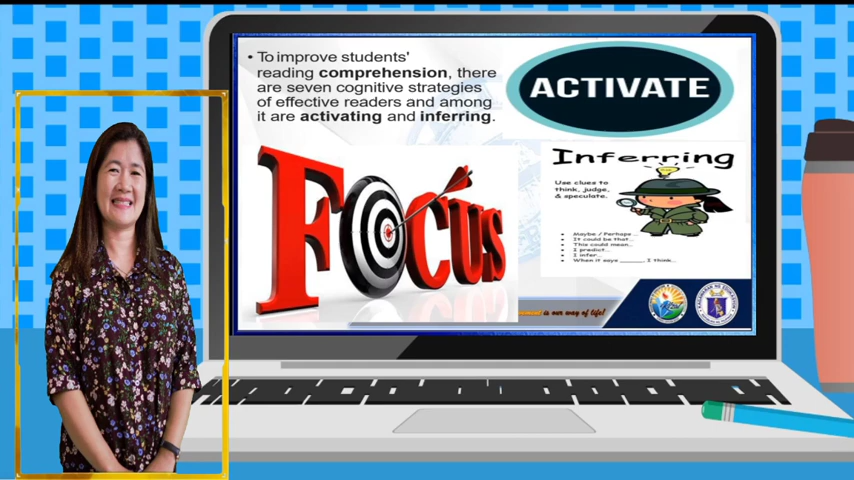 • To improve students'
reading comprehension, there
are seven cognitive strategies
of effective readers and among
it are activating and inferring.
ACTIVATE
FOCUS
Inferring
Use clues to
think, judge,
& speculate.
• Maybe / Perhaps...
• It could be that...
• This could mean...
• I predict...
• I infer...
• When it says _____, I think...
is our way of life!